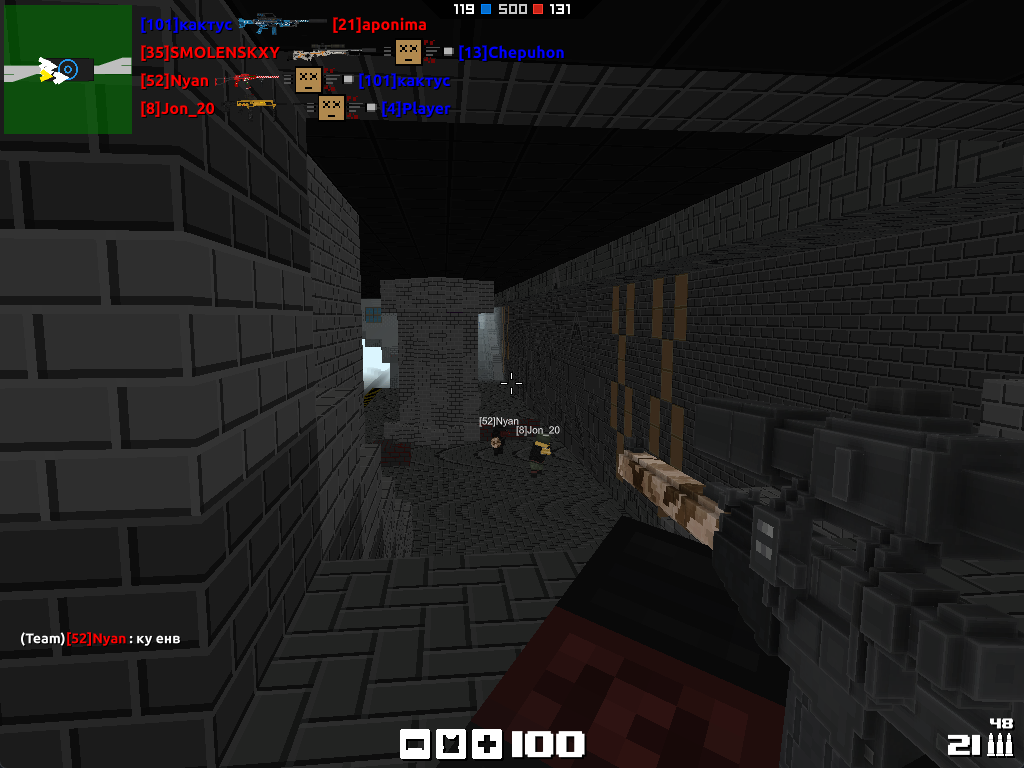 119 500 131
[101]кактус [21]aponima
[35]SMOLENSKXY [13]Chepuhon
[52]Nyan [101]кактус
[8]Jon_20 [4]Player
[52]Nyan
[8]Jon_20
(Team)[52]Nyan : ку енв
100
48
21